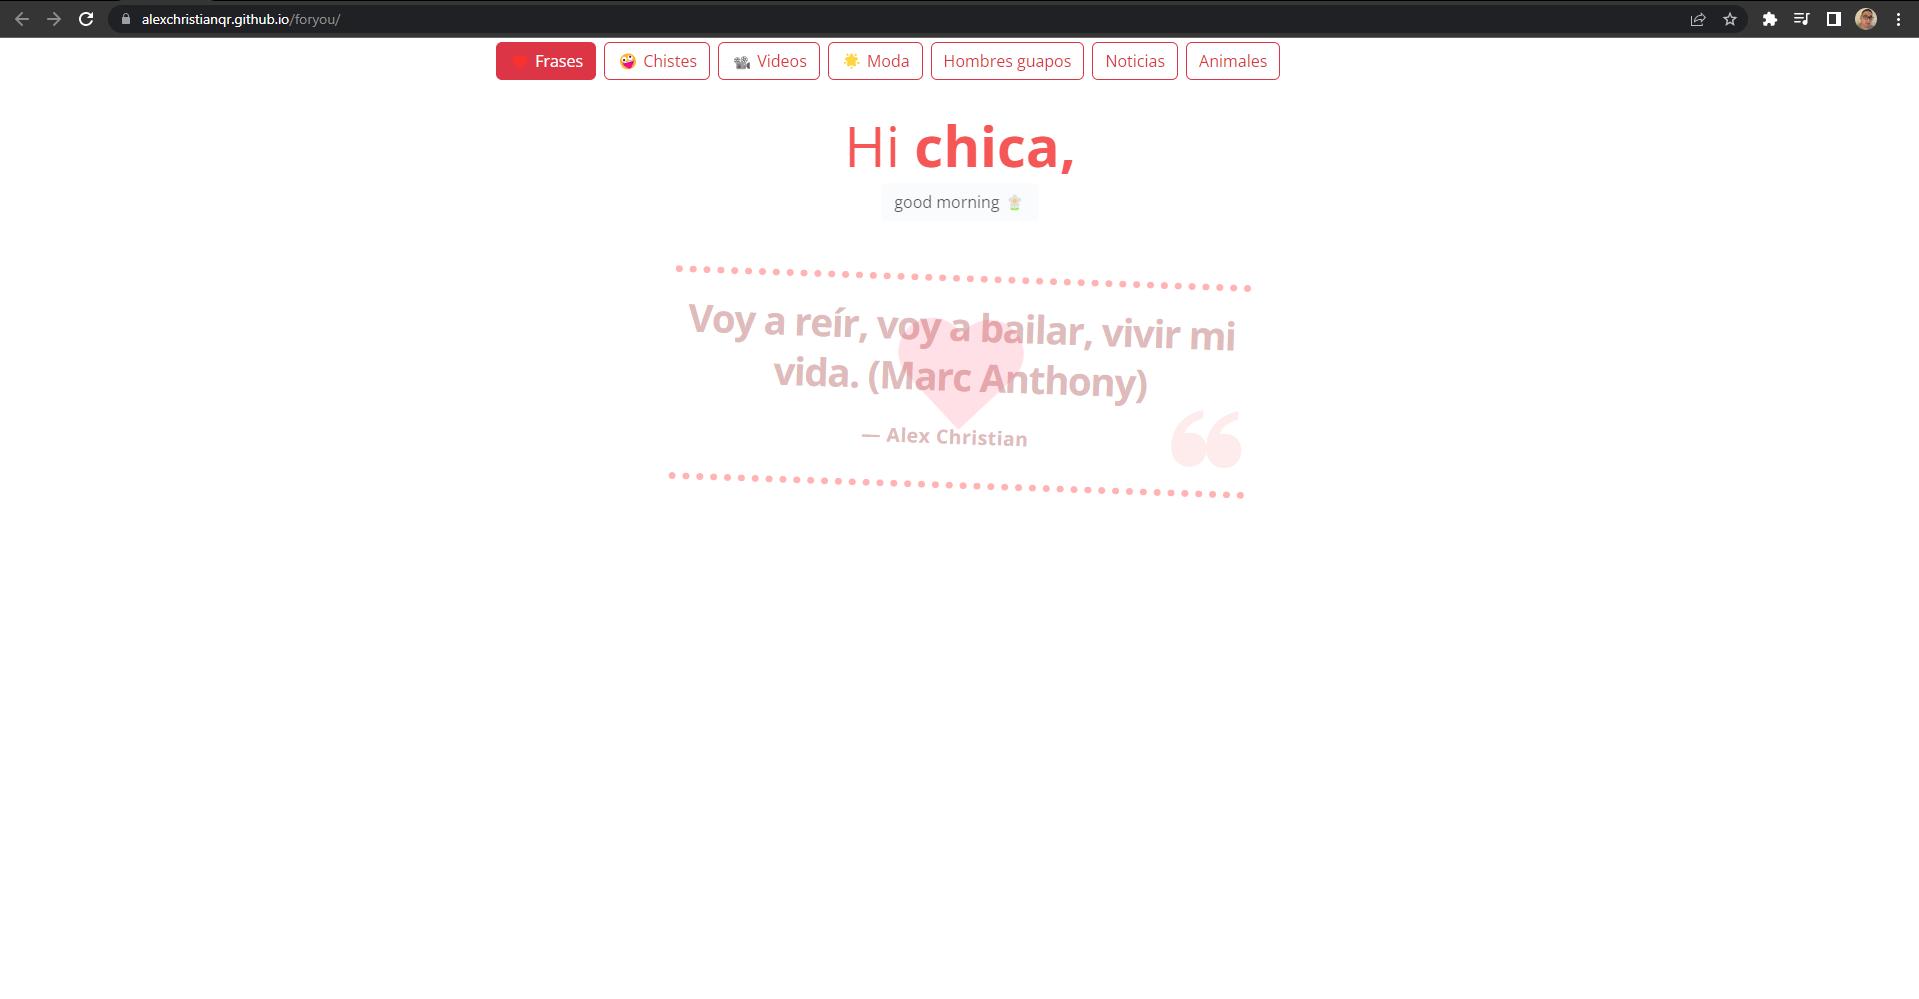 alexchristianqr.github.io/foryou/
Frases
Chistes
Videos
Moda
Hombres guapos
Noticias
Animales
Hi chica,
good morning
Voy a reír, voy a bailar, vivir mi
vida. (Marc Anthony)
— Alex Christian